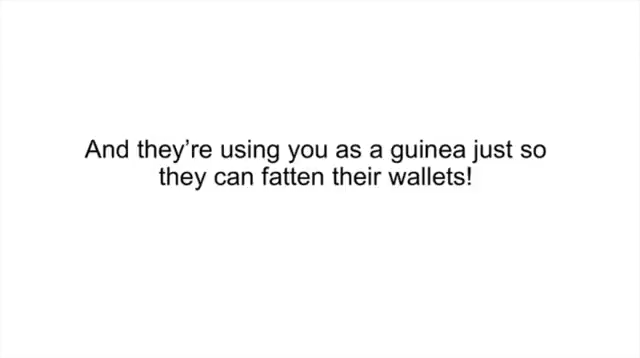 And they’re using you as a guinea just so
they can fatten their wallets!